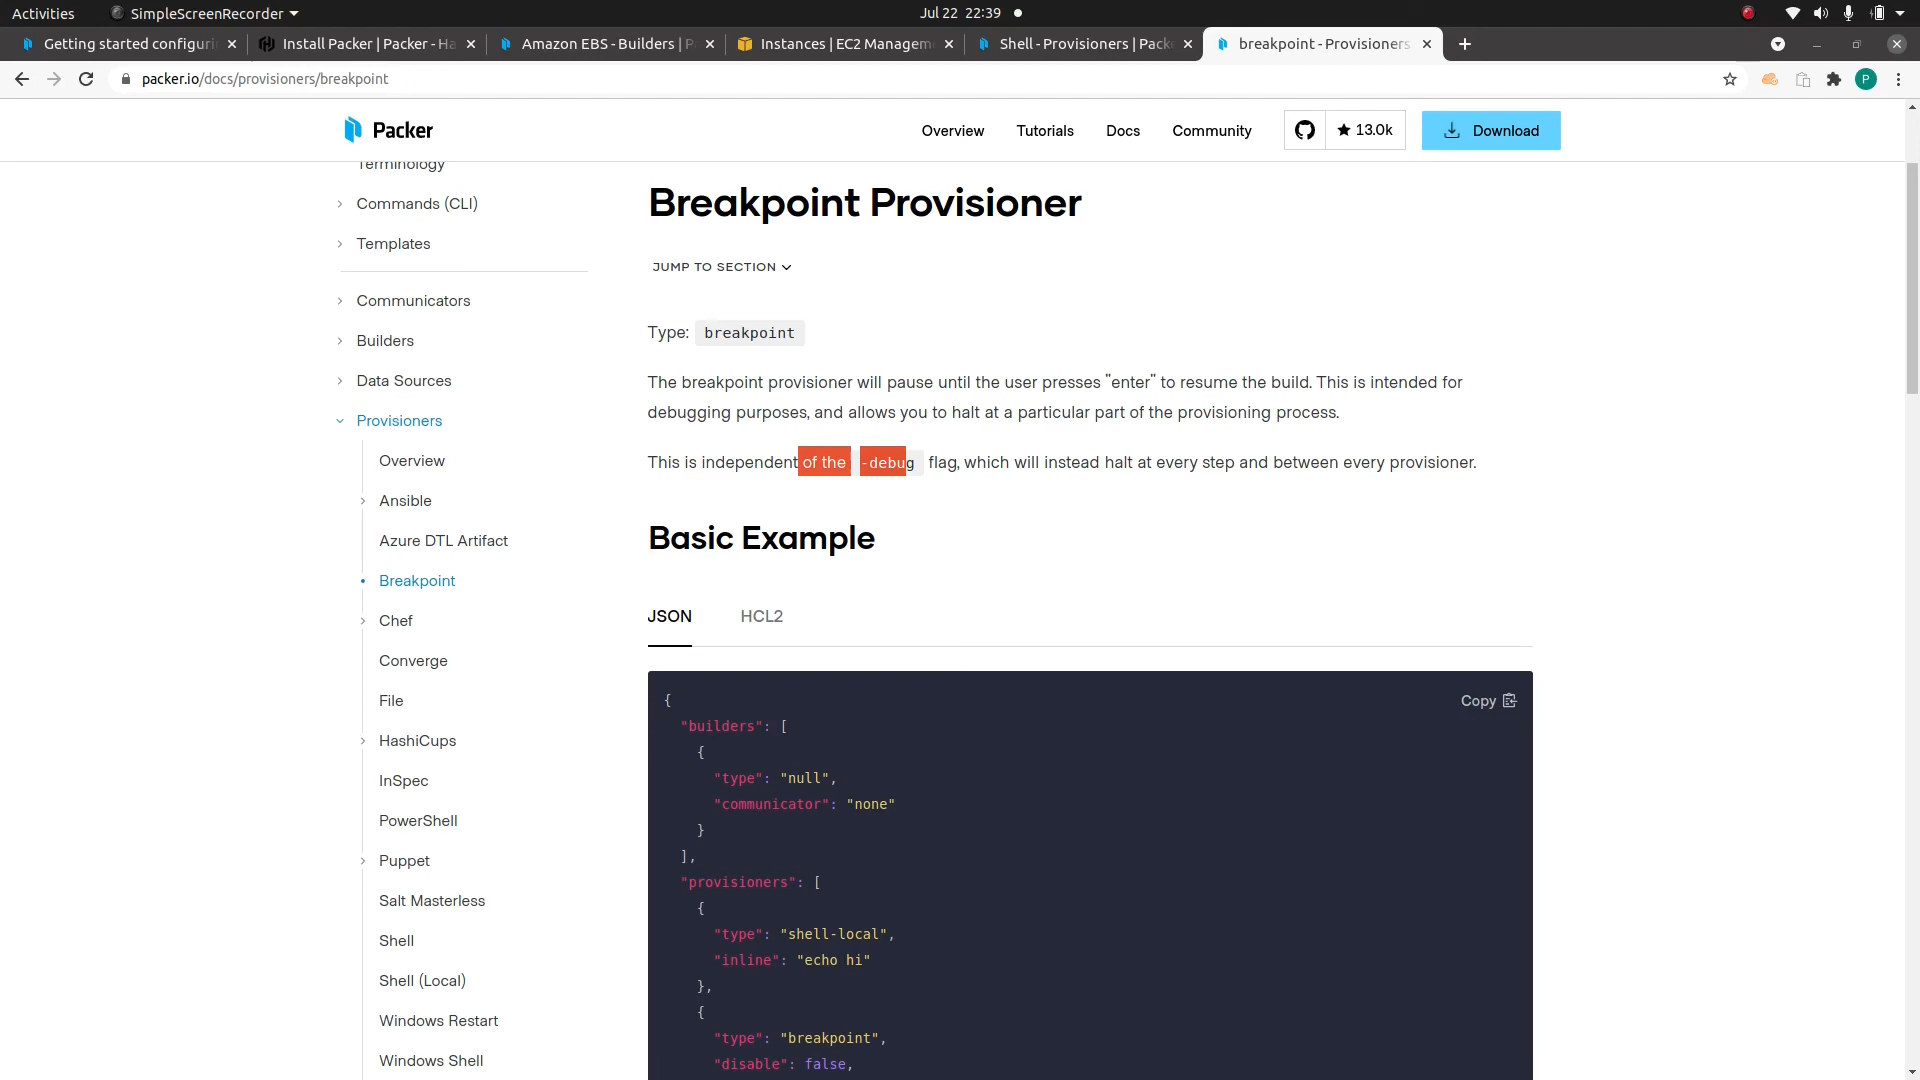 Activities
SimpleScreenRecorder
Jul 22 22:39
Getting started configuri
Install Packer | Packer - Ha
Amazon EBS - Builders | P
Instances | EC2 Managem
Shell - Provisioners | Pack
breakpoint - Provisioners
packer.io/docs/provisioners/breakpoint
P
Packer
Overview
Tutorials
Docs
Community
13.0k
Download
Terminology
Commands (CLI)
Templates
Communicators
Builders
Data Sources
Provisioners
Overview
Ansible
Azure DTL Artifact
Breakpoint
Chef
Converge
File
HashiCups
InSpec
PowerShell
Puppet
Salt Masterless
Shell
Shell (Local)
Windows Restart
Windows Shell
Breakpoint Provisioner
JUMP TO SECTION
Type: breakpoint
The breakpoint provisioner will pause until the user presses "enter" to resume the build. This is intended for
debugging purposes, and allows you to halt at a particular part of the provisioning process.
This is independent of the -debug flag, which will instead halt at every step and between every provisioner.
Basic Example
JSON
HCL2
Copy
{
"builders": [
{
"type": "null",
"communicator": "none"
}
],
"provisioners": [
{
"type": "shell-local",
"inline": "echo hi"
},
{
"type": "breakpoint",
"disable": false,